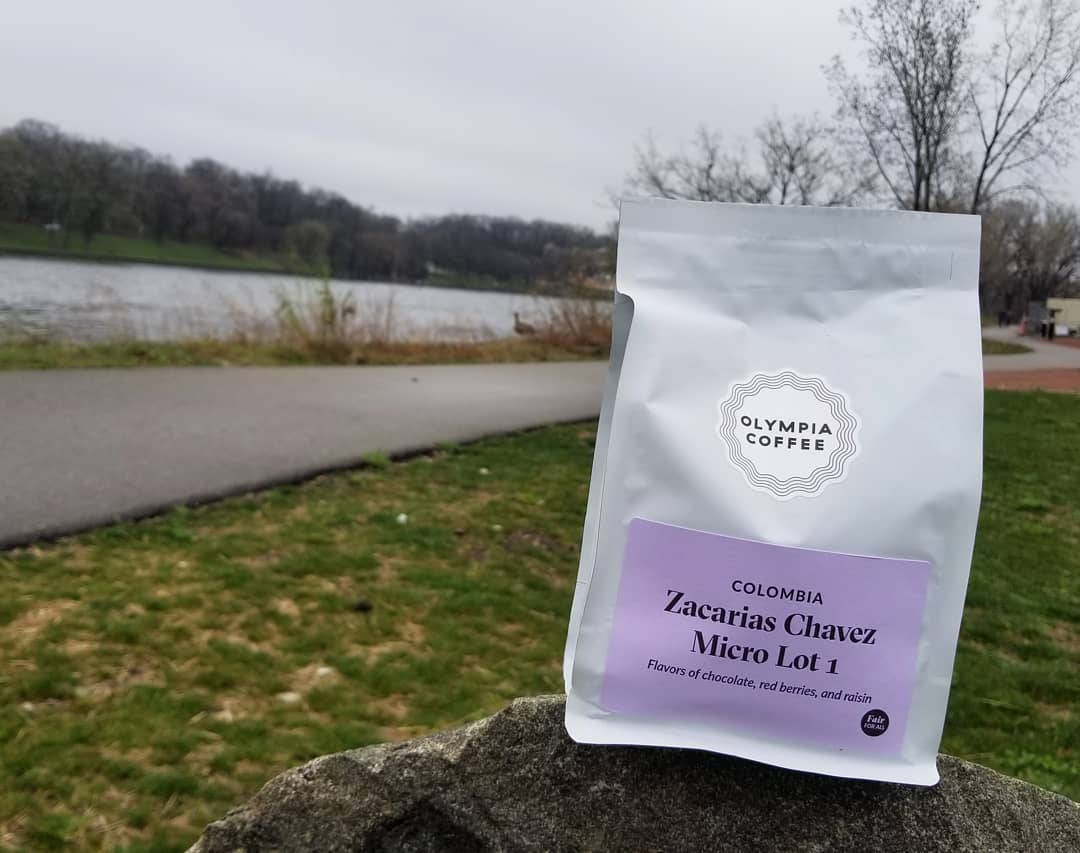 OLYMPIA
COFFEE
COLOMBIA
Zacarias Chavez
Micro Lot 1
Flavors of chocolate, red berries, and raisin
Fair
FOR ALL